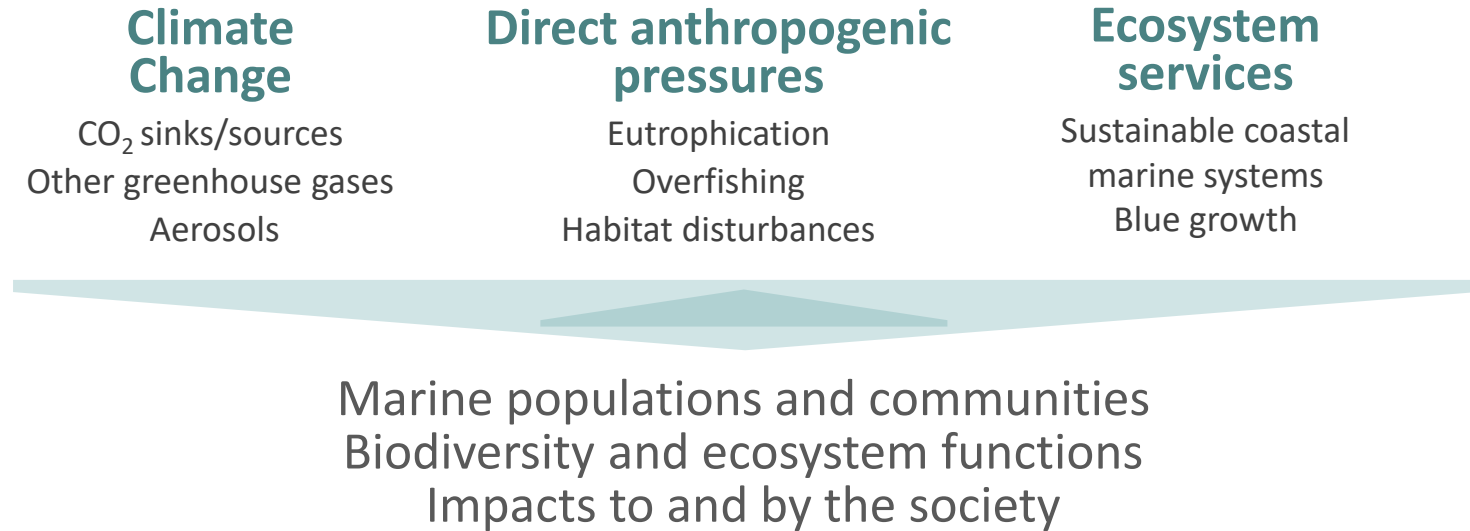 Climate
Change
CO₂ sinks/sources
Other greenhouse gases
Aerosols
Direct anthropogenic
pressures
Eutrophication
Overfishing
Habitat disturbances
Ecosystem
services
Sustainable coastal
marine systems
Blue growth
Marine populations and communities
Biodiversity and ecosystem functions
Impacts to and by the society